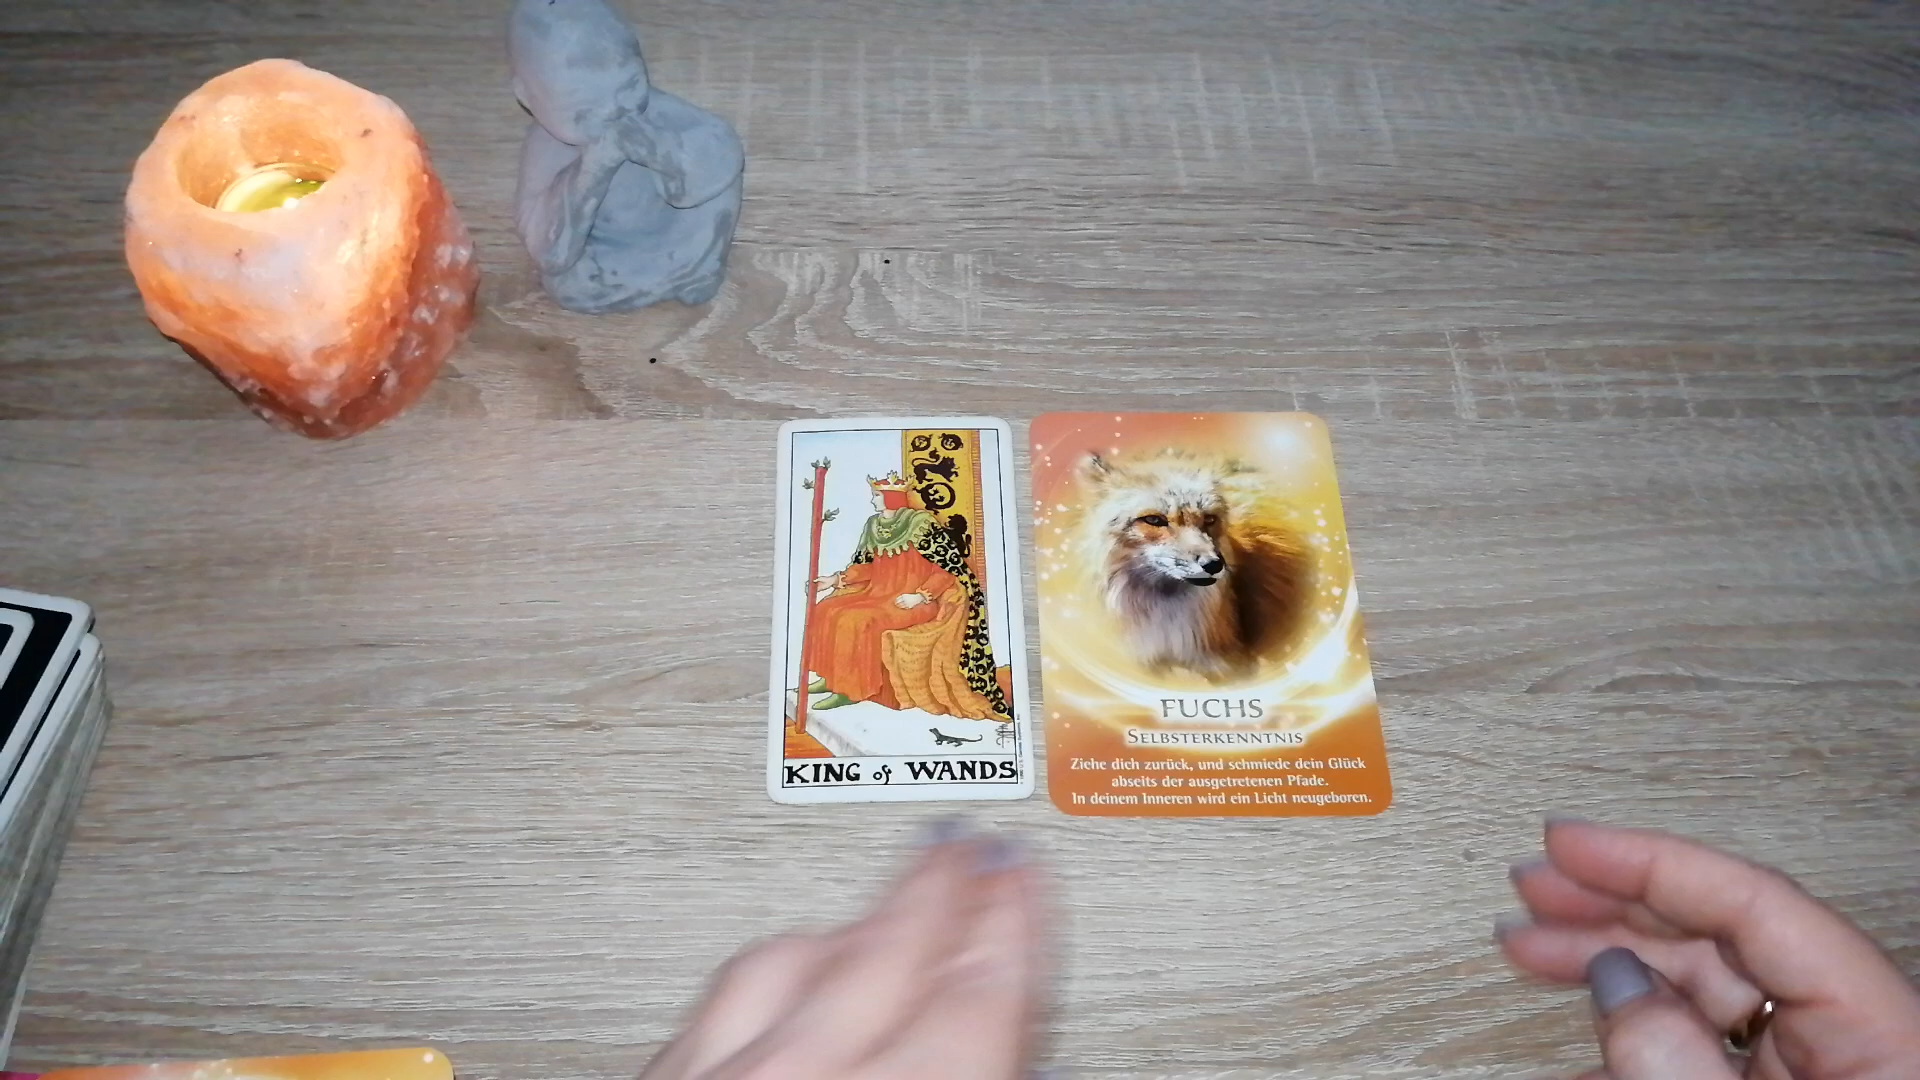 KING of WANDS
FUCHS
SELBSTERKENNTNIS
Ziehe dich zurück, und schmiede dein Glück
abseits der ausgetretenen Pfade.
In deinem Inneren wird ein Licht neugeboren.